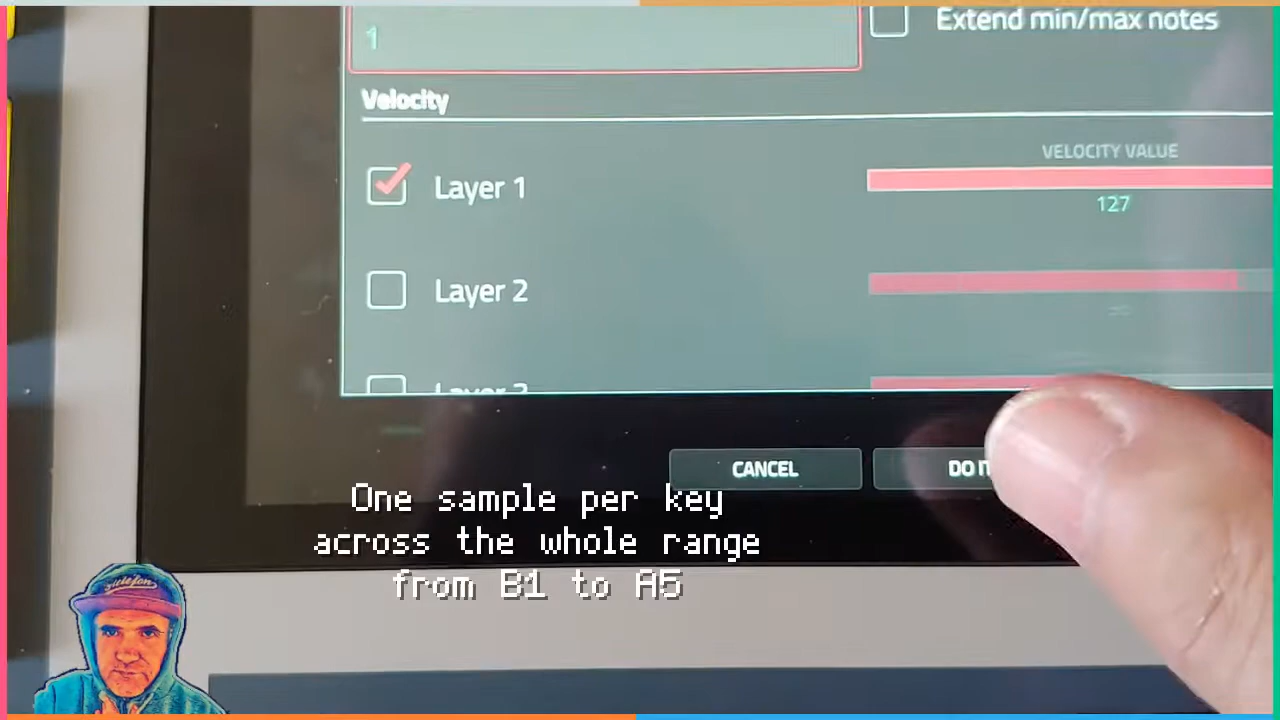 1
Extend min/max notes
Velocity
VELOCITY VALUE
Layer 1
127
Layer 2
Layer 3
CANCEL
DO IT
One sample per key
across the whole range
from B1 to A5